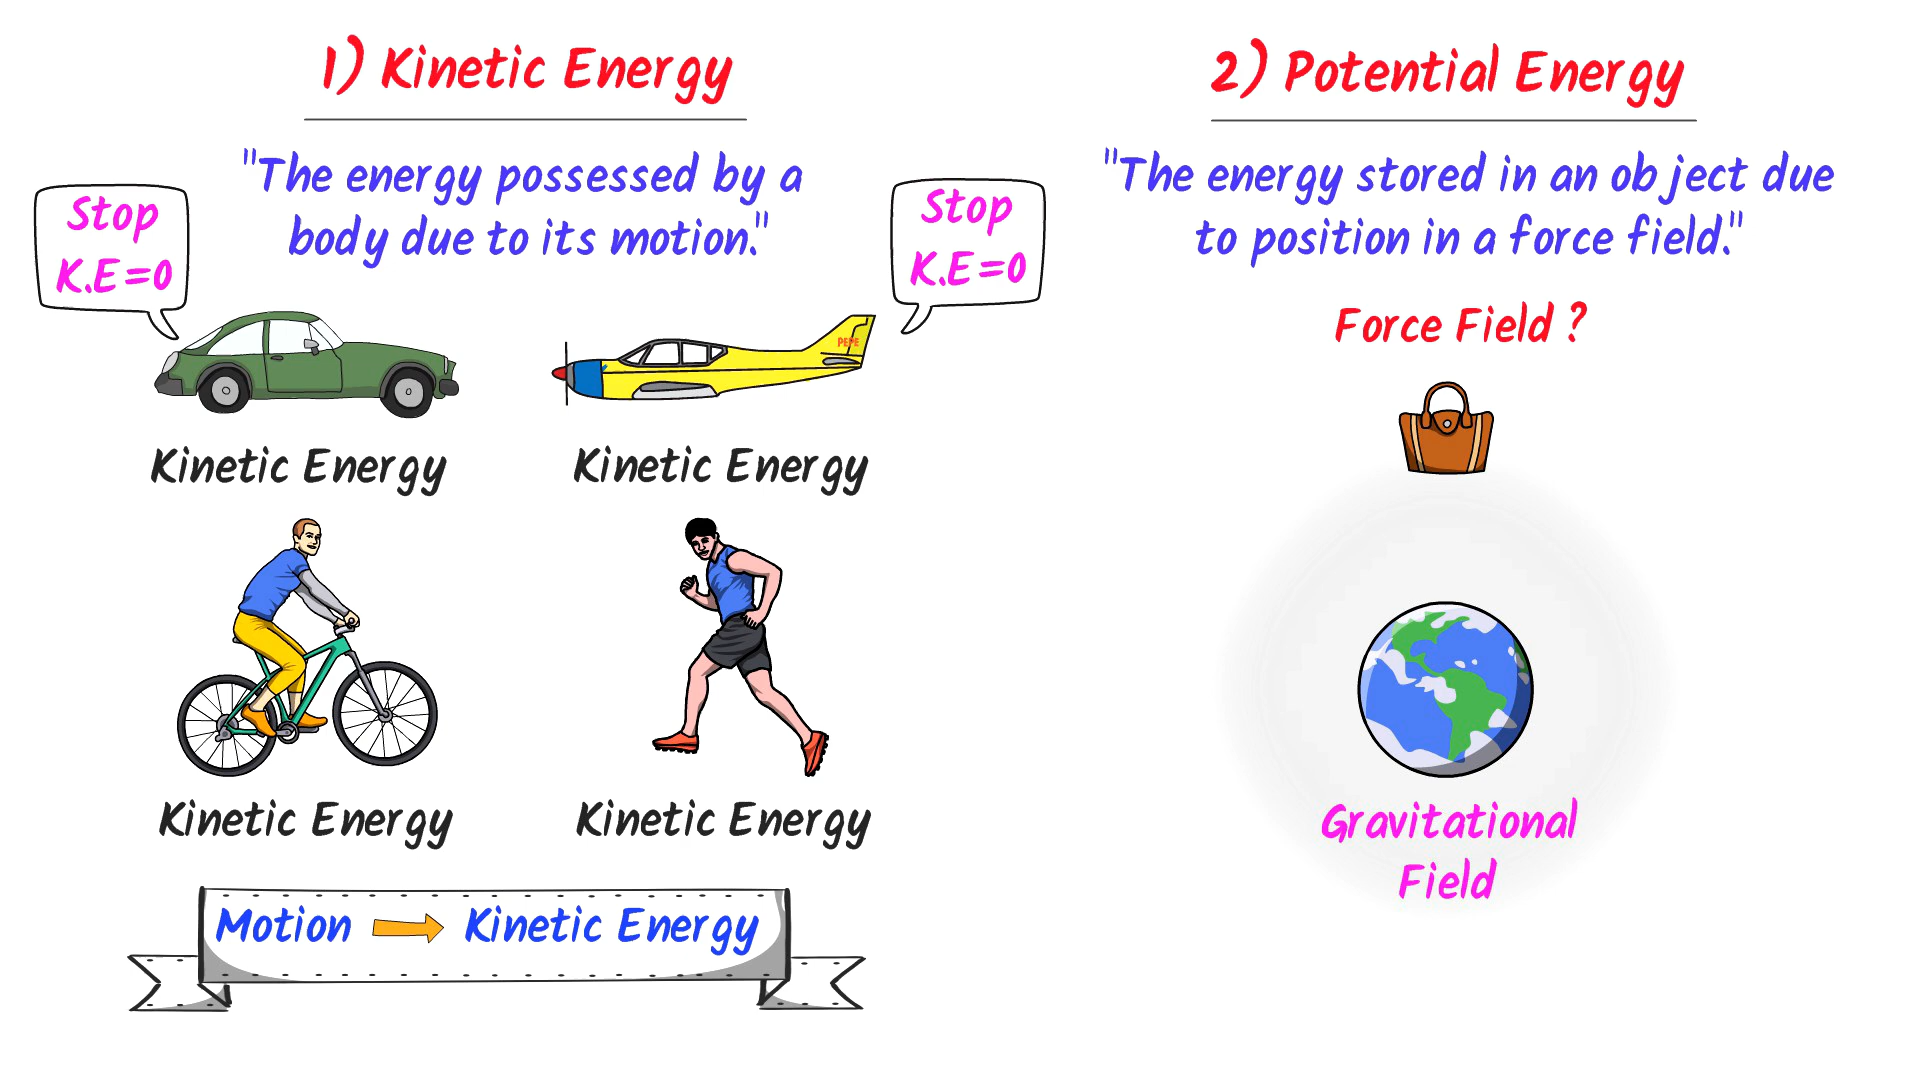 1) Kinetic Energy
"The energy possessed by a
body due to its motion."
Stop
K.E=0
Stop
K.E=0
PEPE
Kinetic Energy
Kinetic Energy
Kinetic Energy
Kinetic Energy
Motion
Kinetic Energy
2) Potential Energy
"The energy stored in an object due
to position in a force field."
Force Field ?
Gravitational
Field